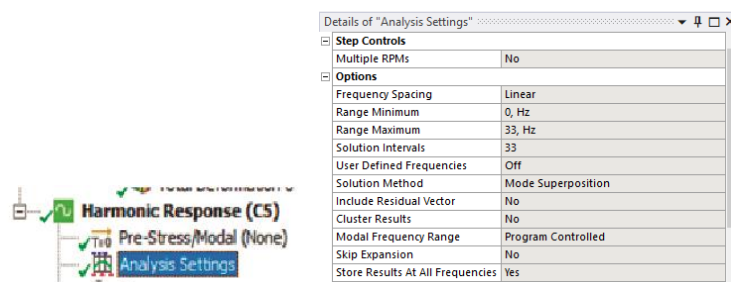 Details of "Analysis Settings"
Step Controls
Multiple RPMs No
Options
Frequency Spacing Linear
Range Minimum 0, Hz
Range Maximum 33, Hz
Solution Intervals 33
User Defined Frequencies Off
Solution Method Mode Superposition
Include Residual Vector No
Cluster Results No
Modal Frequency Range Program Controlled
Skip Expansion No
Store Results At All Frequencies Yes
Harmonic Response (C5)
T=0 Pre-Stress/Modal (None)
Analysis Settings